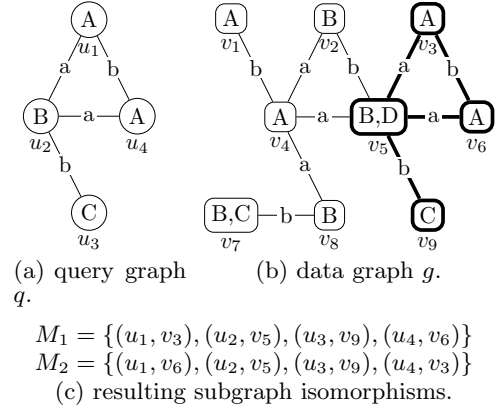 A A B A
u₁ v₁ v₂ v₃
a b b b a b
B a A A a B,D a A
u₂ u₄ v₄ v₅ v₆
b a b
C B,C b B C
u₃ v₇ v₈ v₉
(a) query graph q.
(b) data graph g.
M₁ = {(u₁, v₃), (u₂, v₅), (u₃, v₉), (u₄, v₆)}
M₂ = {(u₁, v₆), (u₂, v₅), (u₃, v₉), (u₄, v₃)}
(c) resulting subgraph isomorphisms.